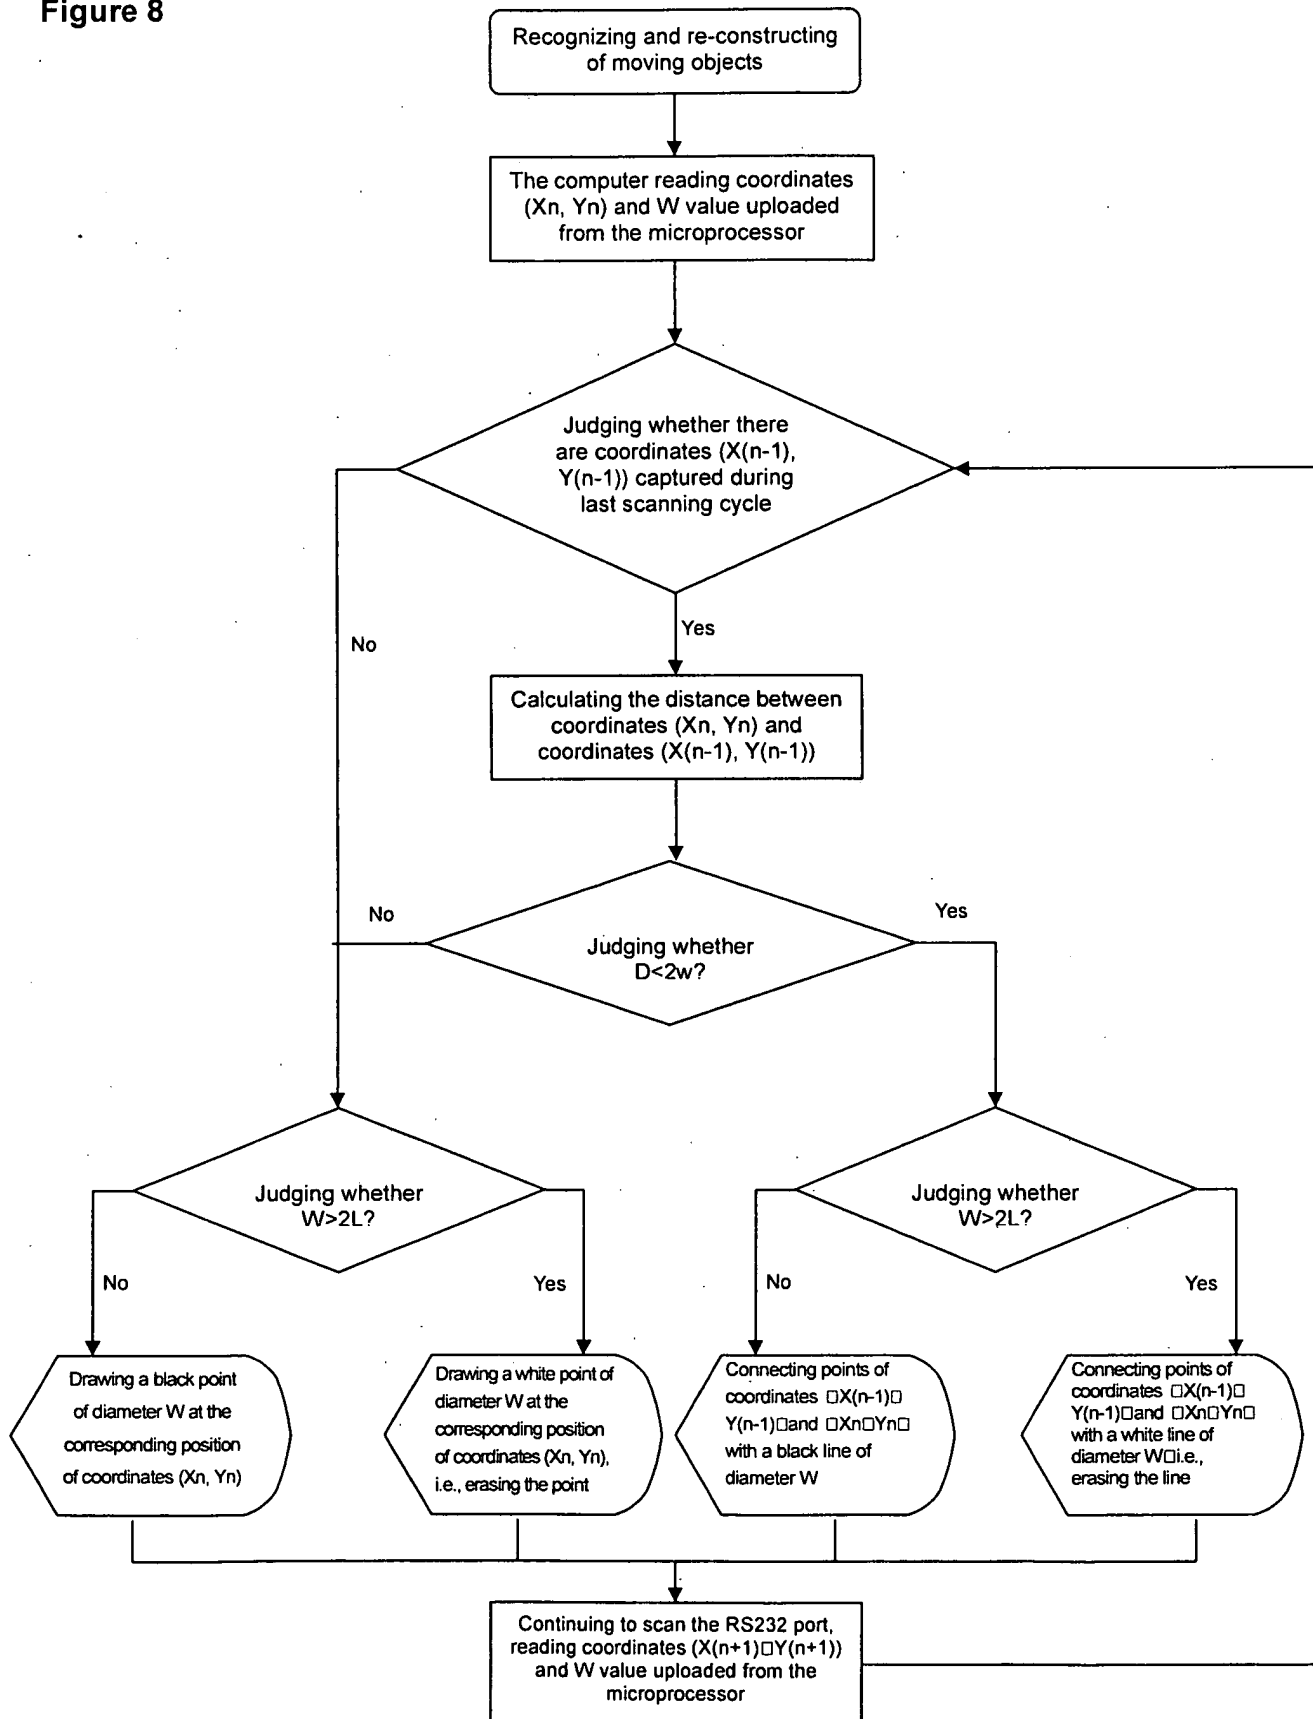 Figure 8
Recognizing and re-constructing
of moving objects
The computer reading coordinates
(Xn, Yn) and W value uploaded
from the microprocessor
Judging whether there
are coordinates (X(n-1),
Y(n-1)) captured during
last scanning cycle
No
Yes
Calculating the distance between
coordinates (Xn, Yn) and
coordinates (X(n-1), Y(n-1))
No
Yes
Judging whether
D<2w?
Judging whether
W>2L?
Judging whether
W>2L?
No
Yes
No
Yes
Drawing a black point
of diameter W at the
corresponding position
of coordinates (Xn, Yn)
Drawing a white point of
diameter W at the
corresponding position
of coordinates (Xn, Yn),
i.e., erasing the point
Connecting points of
coordinates □X(n-1)□
Y(n-1)□and □Xn□Yn□
with a black line of
diameter W
Connecting points of
coordinates □X(n-1)□
Y(n-1)□and □Xn□Yn□
with a white line of
diameter W□i.e.,
erasing the line
Continuing to scan the RS232 port,
reading coordinates (X(n+1)□Y(n+1))
and W value uploaded from the
microprocessor